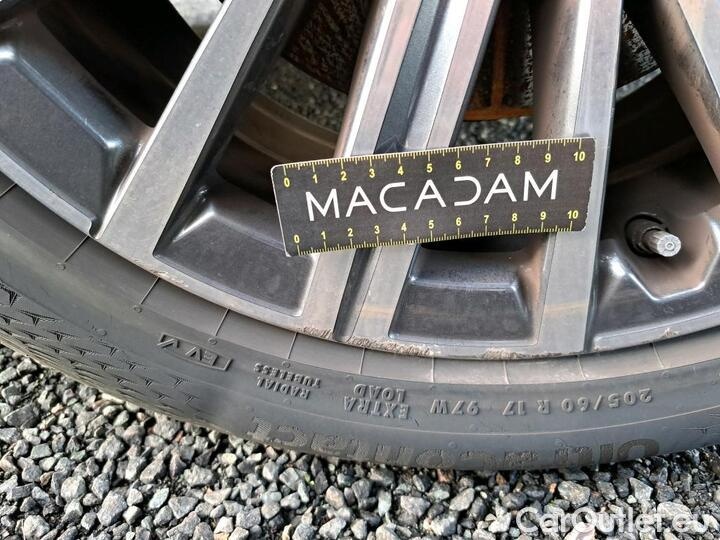 0 1 2 3 4 5 6 7 8 9 10
MACADAM
0 1 2 3 4 5 6 7 8 9 10
205/60 R 17 97W
EXTRA
LOAD
RADIAL
TUBELESS
EV
CarOutlet.eu